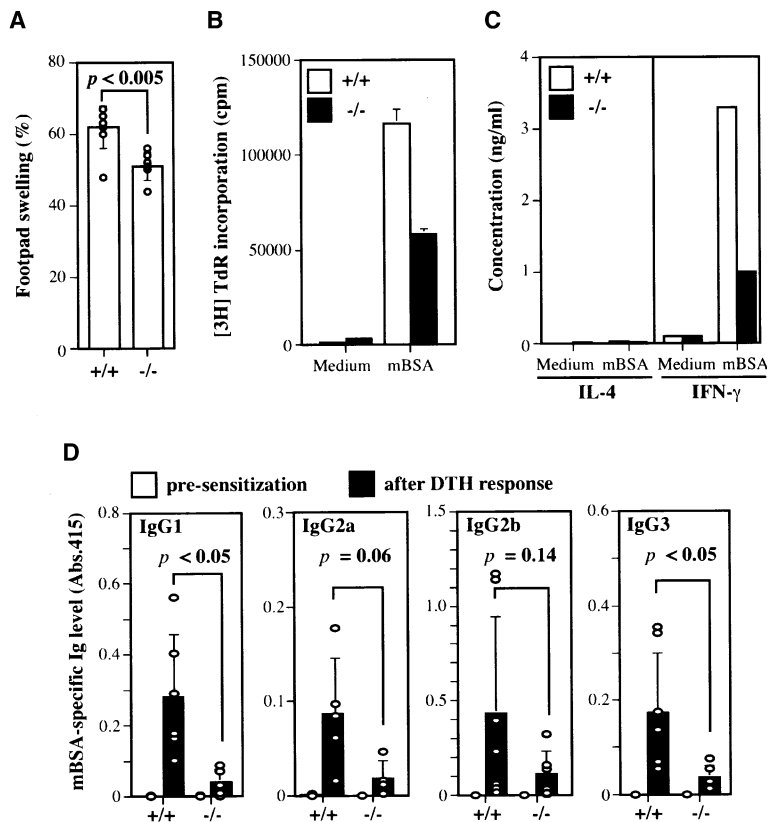 A
B
C
Footpad swelling (%)
80
60
40
20
0
p < 0.005
+/+ -/-
[3H] TdR incorporation (cpm)
150000
100000
50000
0
+/+
-/-
Medium mBSA
Concentration (ng/ml)
4
3
2
1
0
+/+
-/-
Medium mBSA Medium mBSA
IL-4 IFN-γ
D
pre-sensitization after DTH response
mBSA-specific Ig level (Abs.415)
0.8
0.6
0.4
0.2
0
IgG1
p < 0.05
+/+ -/-
0.3
0.2
0.1
0
IgG2a
p = 0.06
+/+ -/-
1.5
1.0
0.5
0
IgG2b
p = 0.14
+/+ -/-
0.6
0.4
0.2
0
IgG3
p < 0.05
+/+ -/-